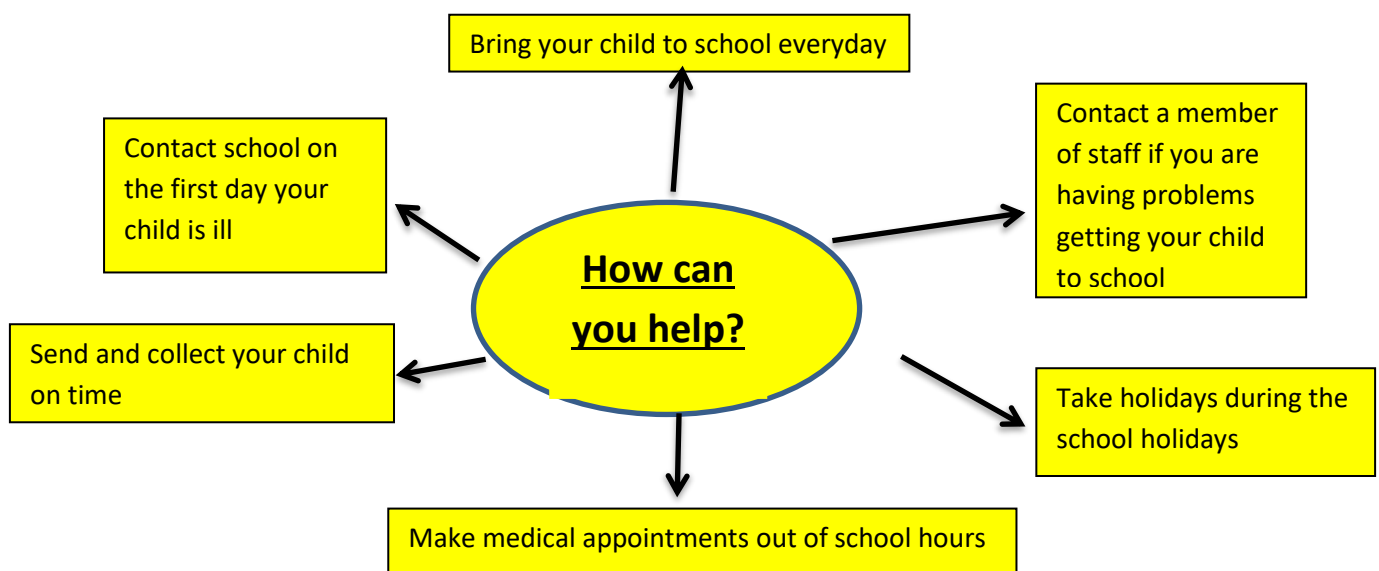 Bring your child to school everyday
Contact a member
of staff if you are
having problems
getting your child
to school
Contact school on
the first day your
child is ill
How can
you help?
Send and collect your child
on time
Take holidays during the
school holidays
Make medical appointments out of school hours